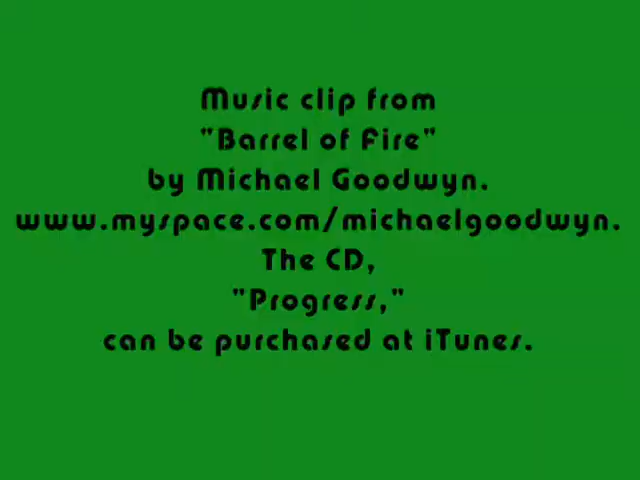 Music clip from
"Barrel of Fire"
by Michael Goodwyn.
www.myspace.com/michaelgoodwyn.
The CD,
"Progress,"
can be purchased at iTunes.